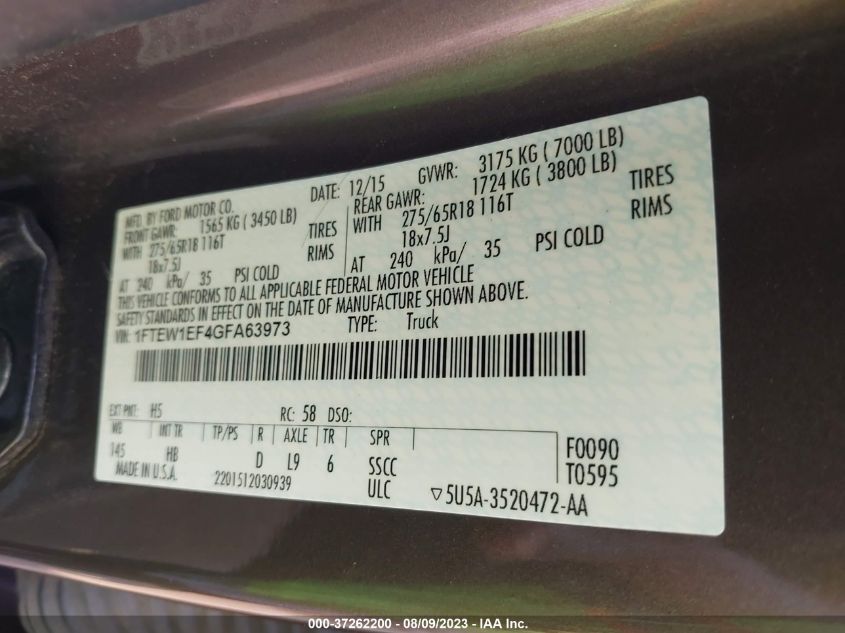 MFD. BY FORD MOTOR CO. DATE: 12/15 GVWR: 3175 KG ( 7000 LB)
FRONT GAWR: 1565 KG ( 3450 LB) REAR GAWR: 1724 KG ( 3800 LB)
WITH 275/65R18 116T TIRES WITH 275/65R18 116T TIRES
18x7.5J RIMS 18x7.5J RIMS
AT 240 kPa/ 35 PSI COLD AT 240 kPa/ 35 PSI COLD
THIS VEHICLE CONFORMS TO ALL APPLICABLE FEDERAL MOTOR VEHICLE
SAFETY STANDARDS IN EFFECT ON THE DATE OF MANUFACTURE SHOWN ABOVE.
VIN: 1FTEW1EF4GFA63973 TYPE: Truck
EXT PNT: H5 RC: 58 DSO:
WB INT TR TP/PS R AXLE TR SPR
145 HB D L9 6 SSCC F0090
MADE IN U.S.A. 2201512030939 ULC T0595
▽5U5A-3520472-AA
000-37262200 - 08/09/2023 - IAA Inc.